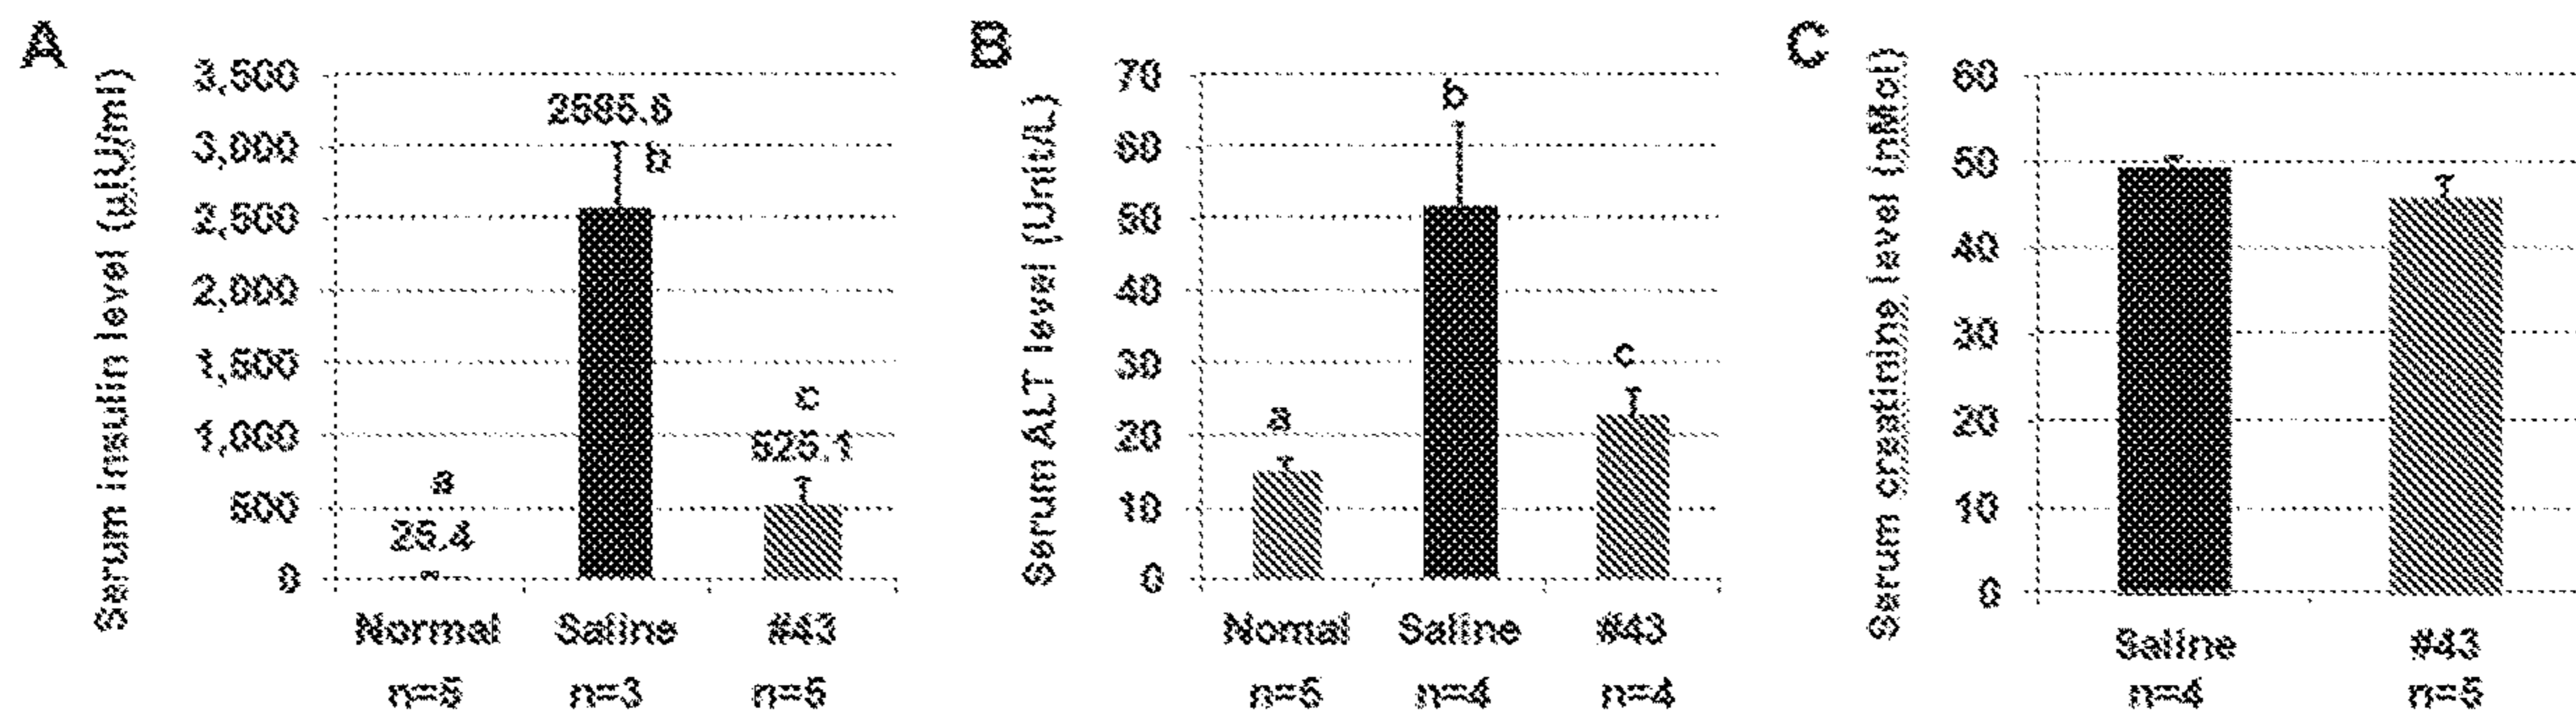 A
Serum insulin level (µIU/ml)
3,500
3,000
2,500
2,000
1,500
1,000
500
0
2585.6
b
a
25.4
c
525.1
Normal Saline #43
n=5 n=3 n=5
B
Serum ALT level (Unit/L)
70
60
50
40
30
20
10
0
a
b
c
Nomal Saline #43
n=5 n=4 n=4
C
Serum creatinine level (nMol)
60
50
40
30
20
10
0
Saline #43
n=4 n=5